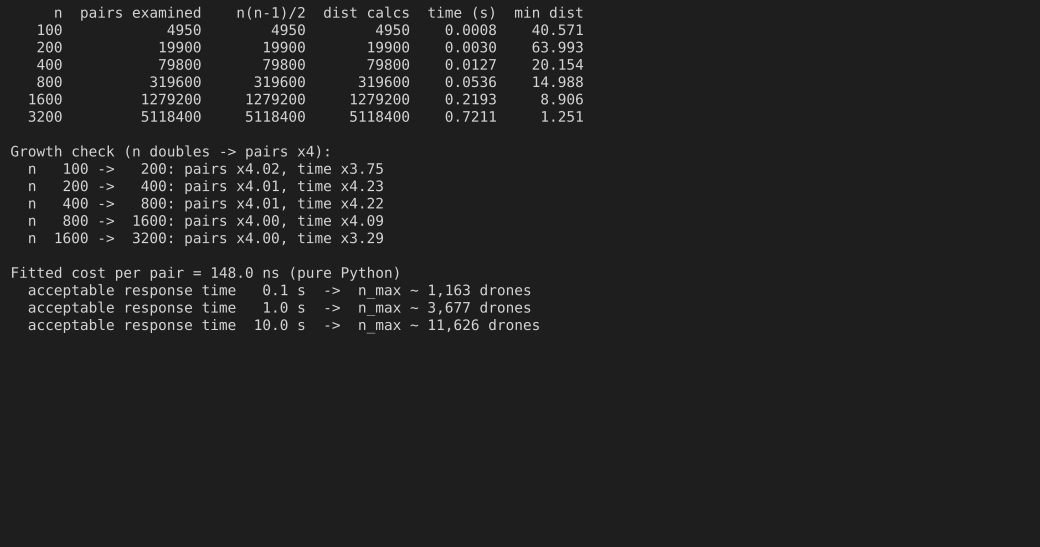 n  pairs examined    n(n-1)/2  dist calcs  time (s)  min dist
   100            4950        4950        4950    0.0008    40.571
   200           19900       19900       19900    0.0030    63.993
   400           79800       79800       79800    0.0127    20.154
   800          319600      319600      319600    0.0536    14.988
  1600         1279200     1279200     1279200    0.2193     8.906
  3200         5118400     5118400     5118400    0.7211     1.251
Growth check (n doubles -> pairs x4):
  n   100 ->   200: pairs x4.02, time x3.75
  n   200 ->   400: pairs x4.01, time x4.23
  n   400 ->   800: pairs x4.01, time x4.22
  n   800 ->  1600: pairs x4.00, time x4.09
  n  1600 ->  3200: pairs x4.00, time x3.29
Fitted cost per pair = 148.0 ns (pure Python)
  acceptable response time   0.1 s  ->  n_max ~ 1,163 drones
  acceptable response time   1.0 s  ->  n_max ~ 3,677 drones
  acceptable response time  10.0 s  ->  n_max ~ 11,626 drones